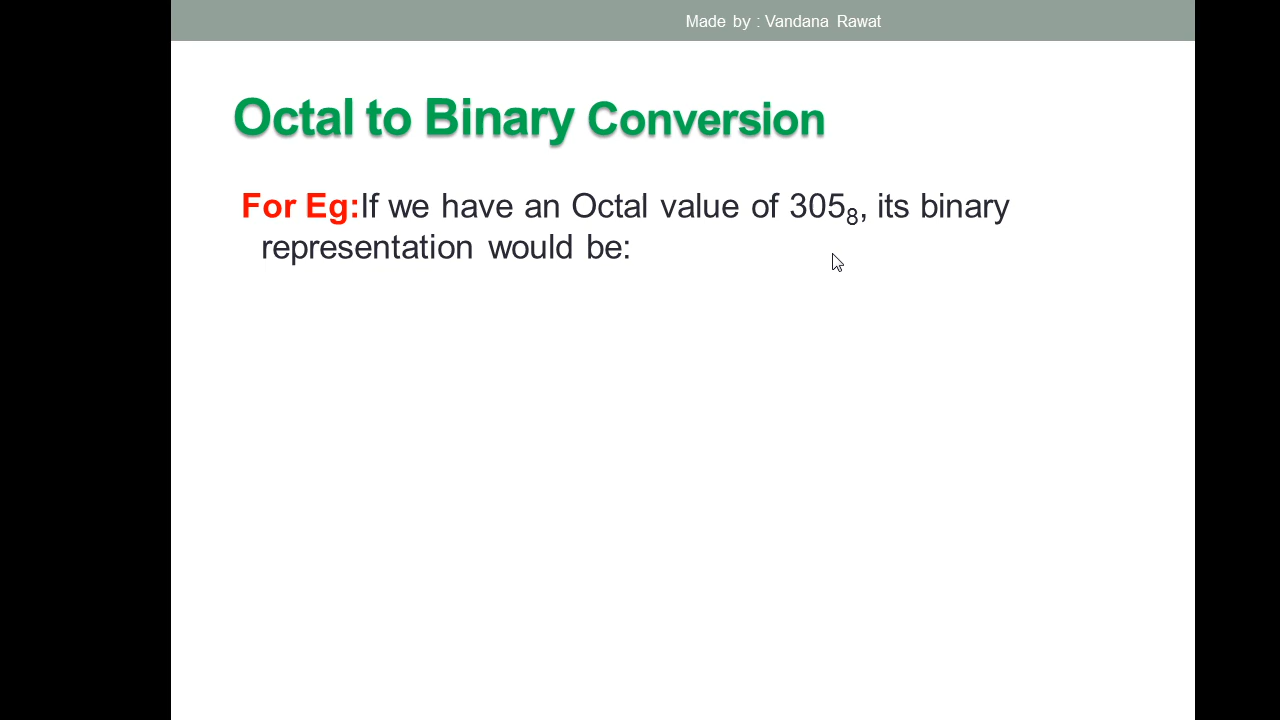 Made by : Vandana Rawat
Octal to Binary Conversion
For Eg:If we have an Octal value of 305₈, its binary
representation would be: